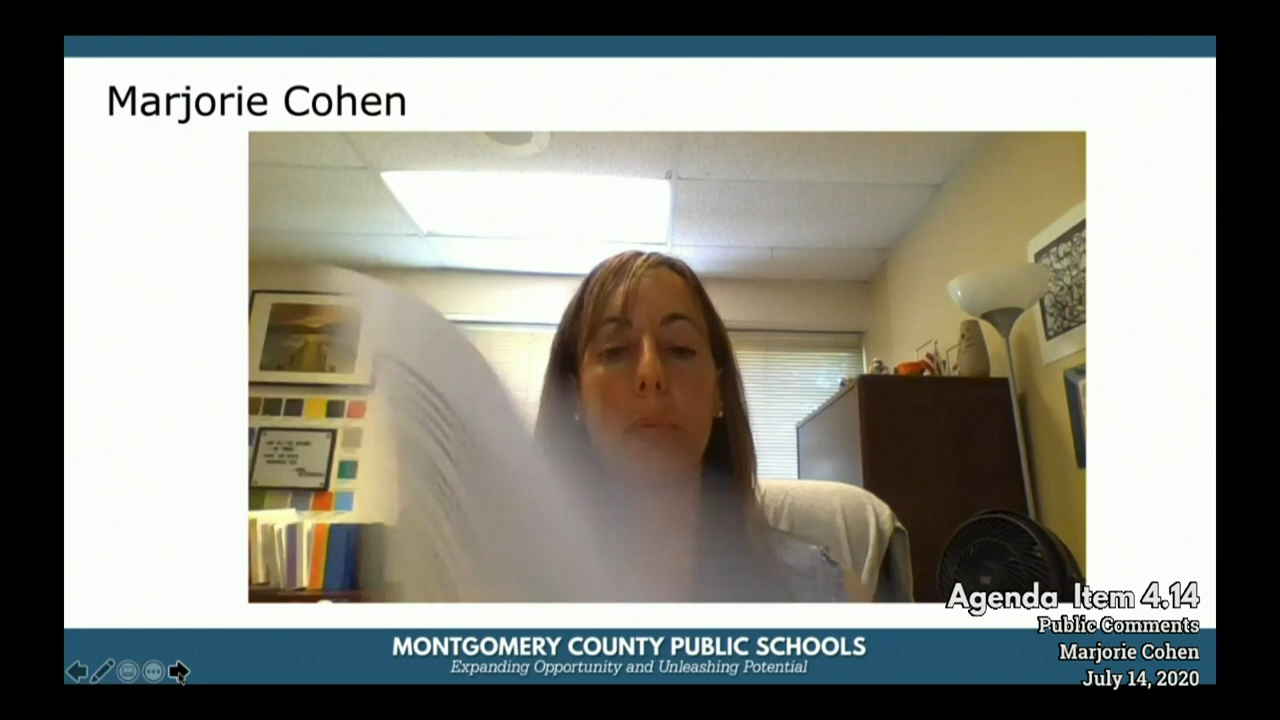 Marjorie Cohen
MONTGOMERY COUNTY PUBLIC SCHOOLS
Expanding Opportunity and Unleashing Potential
Agenda Item 4.14
Public Comments
Marjorie Cohen
July 14, 2020